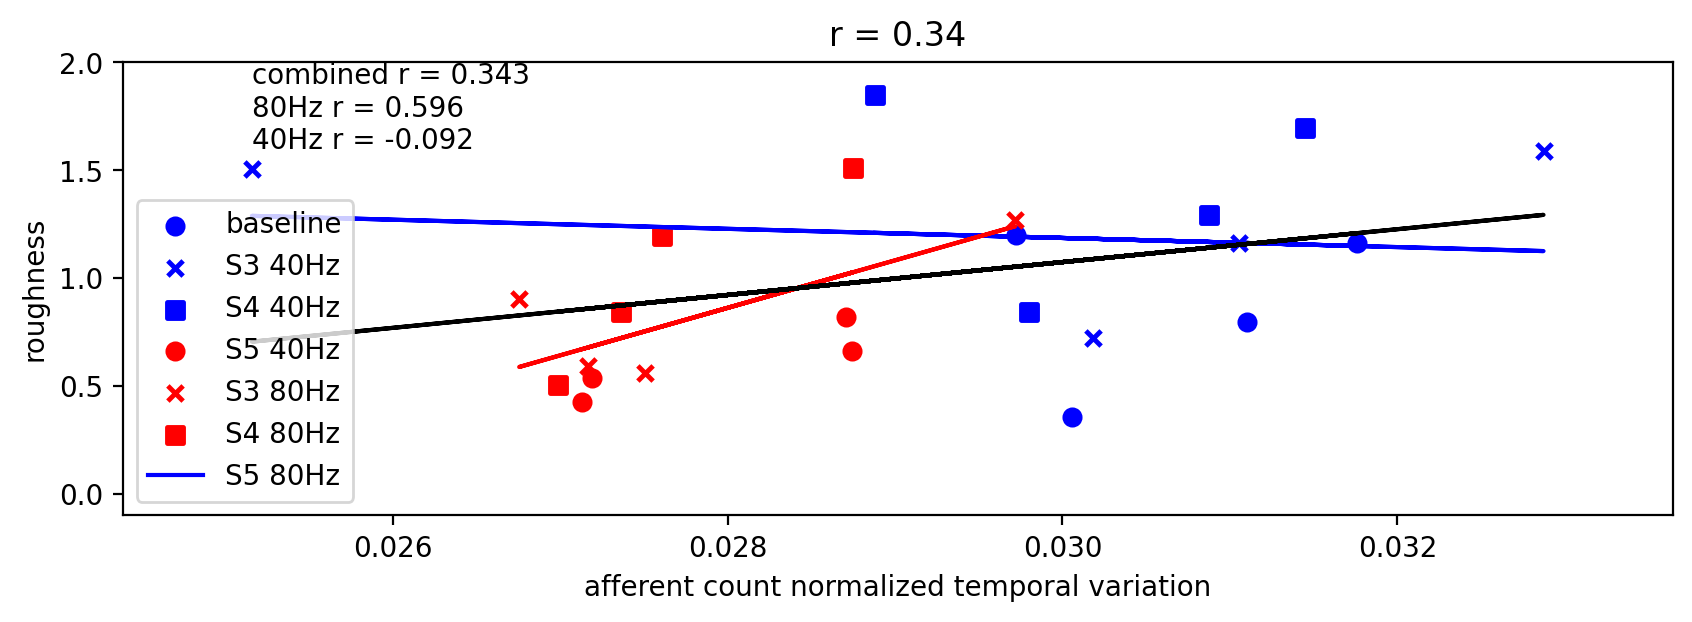 r = 0.34
combined r = 0.343
80Hz r = 0.596
40Hz r = -0.092
2.0
1.5
1.0
0.5
0.0
roughness
baseline
S3 40Hz
S4 40Hz
S5 40Hz
S3 80Hz
S4 80Hz
S5 80Hz
0.026 0.028 0.030 0.032
afferent count normalized temporal variation